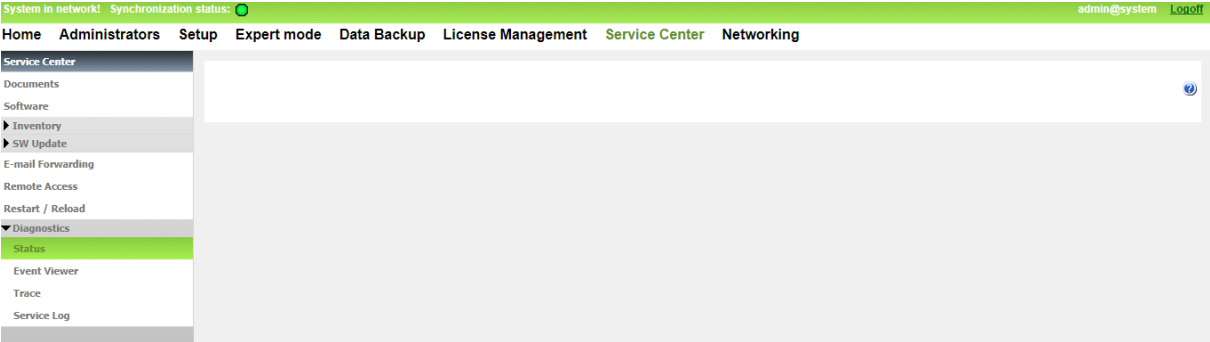 System in network! Synchronization status: admin@system Logoff
Home Administrators Setup Expert mode Data Backup License Management Service Center Networking
Service Center
Documents
Software
Inventory
SW Update
E-mail Forwarding
Remote Access
Restart / Reload
Diagnostics
Status
Event Viewer
Trace
Service Log